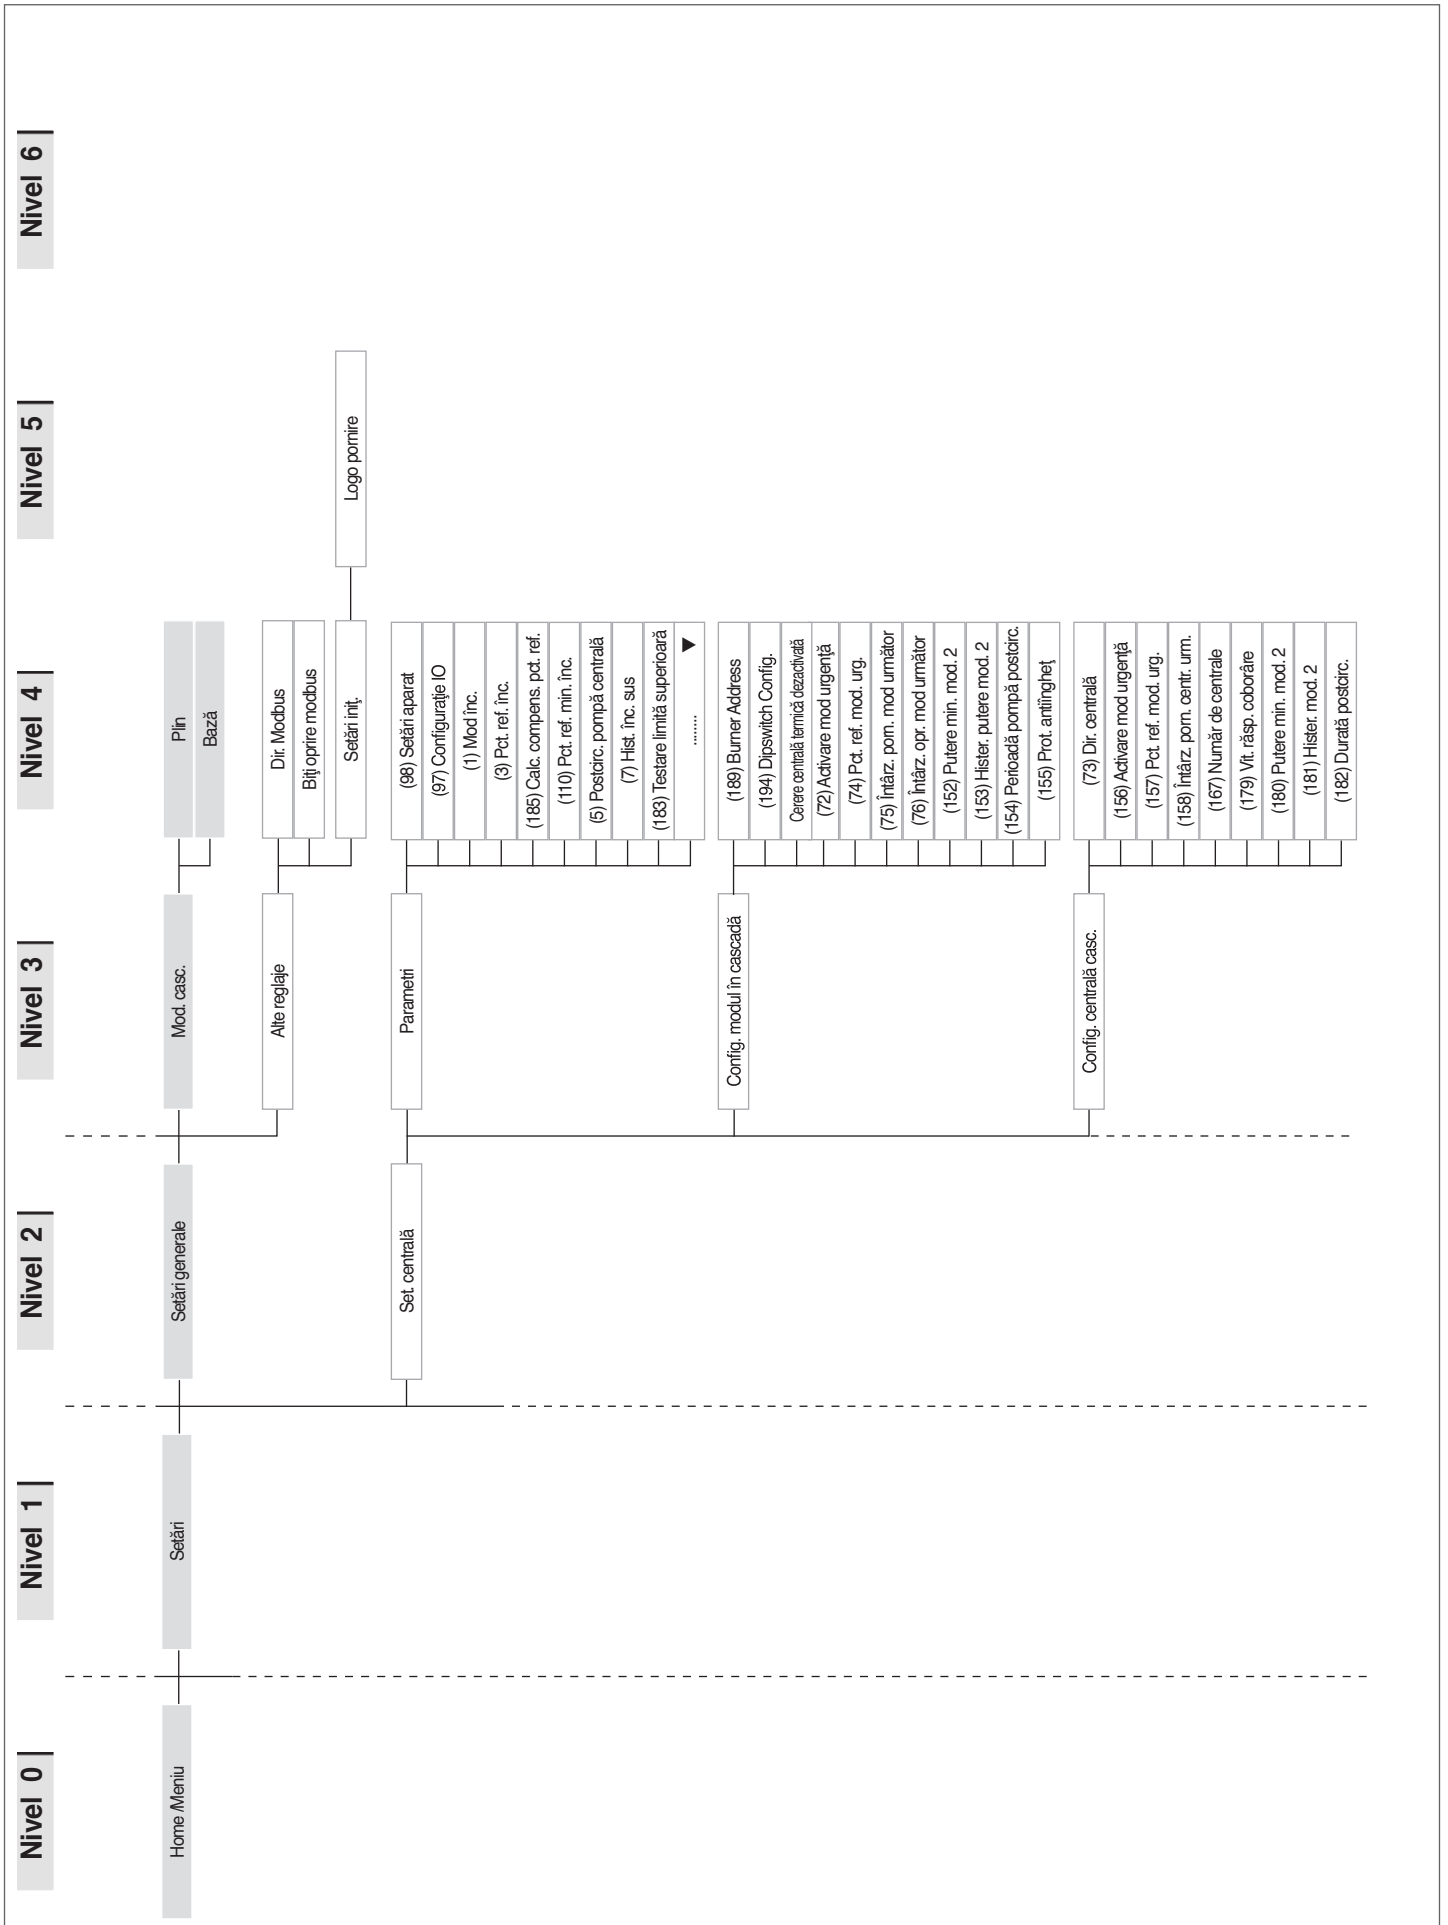 Nivel 0
Nivel 1
Nivel 2
Nivel 3
Nivel 4
Nivel 5
Nivel 6
Home /Meniu
Setări
Setări generale
Mod. casc.
Plin
Bază
Alte reglaje
Dir. Modbus
Biţi oprire modbus
Setări iniţ.
Logo pornire
Set. centrală
Parametri
(98) Setări aparat
(97) Configuraţie IO
(1) Mod înc.
(3) Pct. ref. înc.
(185) Calc. compens. pct. ref.
(110) Pct. ref. min. înc.
(5) Postcirc. pompă centrală
(7) Hist. înc. sus
(183) Testare limită superioară
........ ▼
Config. modul în cascadă
(189) Burner Address
(194) Dipswitch Config.
Cerere centrală termică dezactivată
(72) Activare mod urgenţă
(74) Pct. ref. mod. urg.
(75) Întârz. porn. mod următor
(76) Întârz. opr. mod următor
(152) Putere min. mod. 2
(153) Hister. putere mod. 2
(154) Perioadă pompă postcirc.
(155) Prot. antîîngheţ
Config. centrală casc.
(73) Dir. centrală
(156) Activare mod urgenţă
(157) Pct. ref. mod. urg.
(158) Întârz. porn. centr. urm.
(167) Număr de centrale
(179) Vit. răsp. coborâre
(180) Putere min. mod. 2
(181) Hister. mod. 2
(182) Durată postcirc.